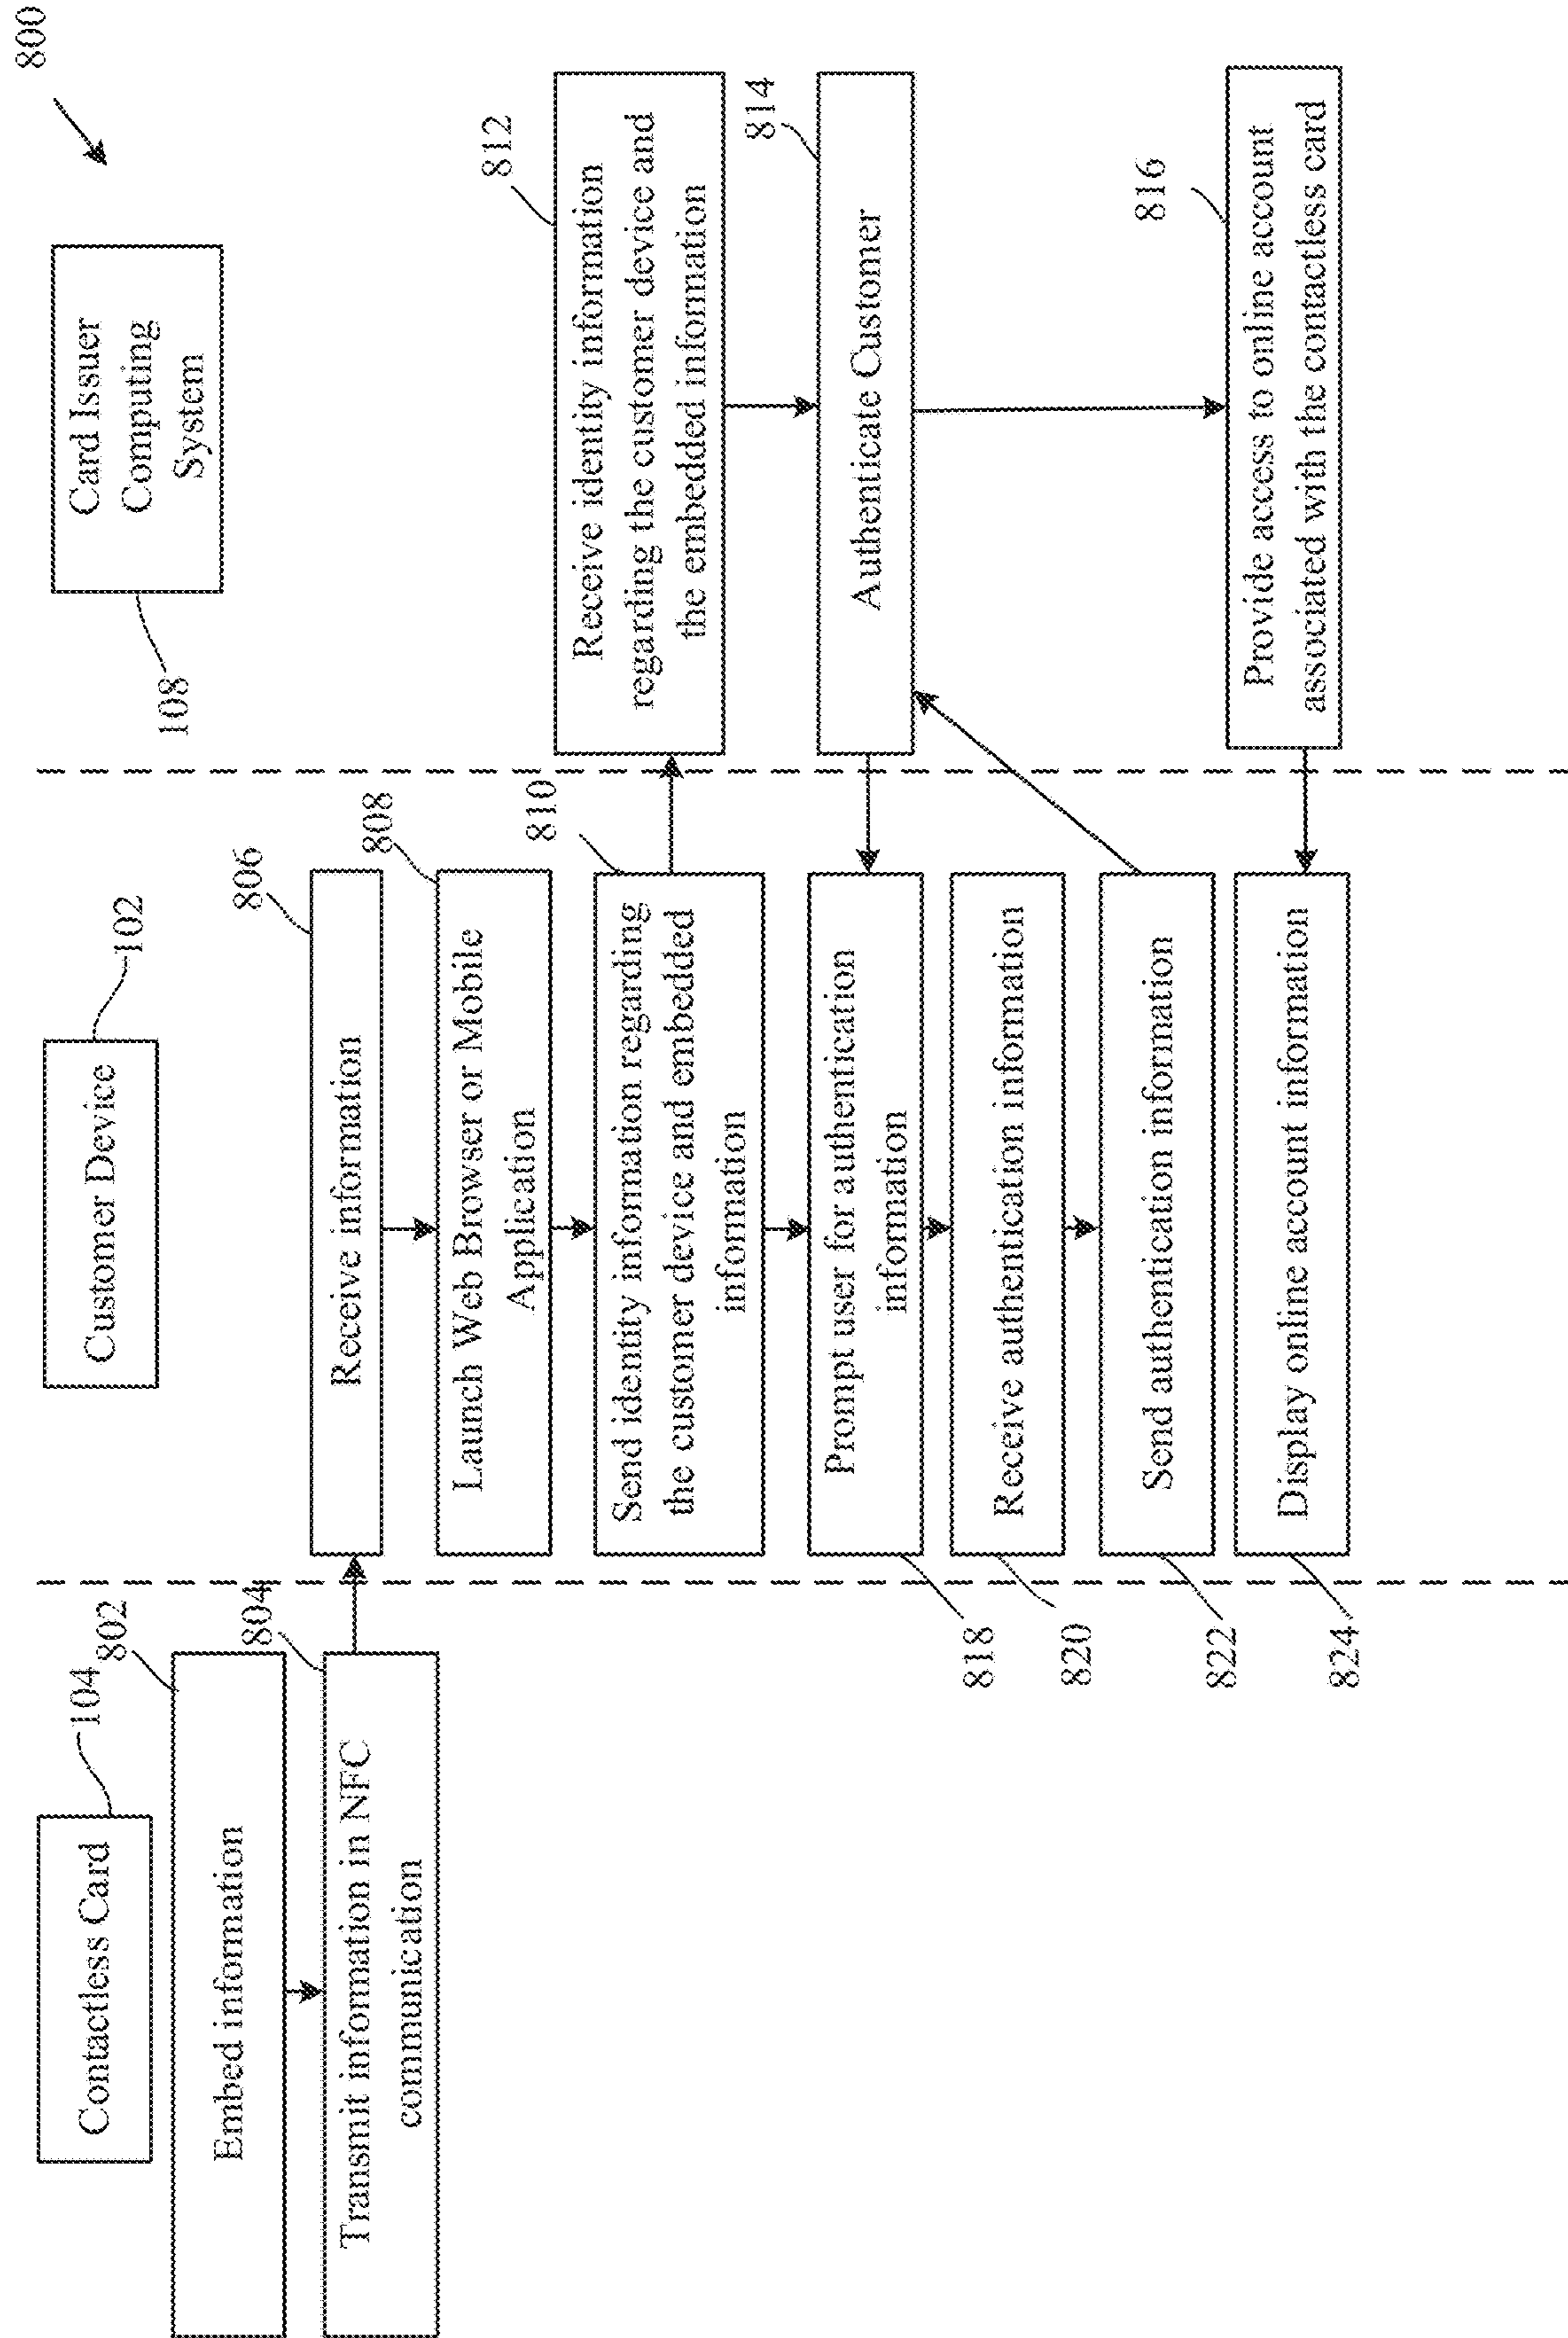 800
Contactless Card
104
Customer Device
102
Card Issuer
Computing
System
108
802
Embed information
804
Transmit information in NFC
communication
806
Receive information
808
Launch Web Browser or Mobile
Application
810
Send identity information regarding
the customer device and embedded
information
812
Receive identity information
regarding the customer device and
the embedded information
814
Authenticate Customer
816
Provide access to online account
associated with the contactless card
818
Prompt user for authentication
information
820
Receive authentication information
822
Send authentication information
824
Display online account information